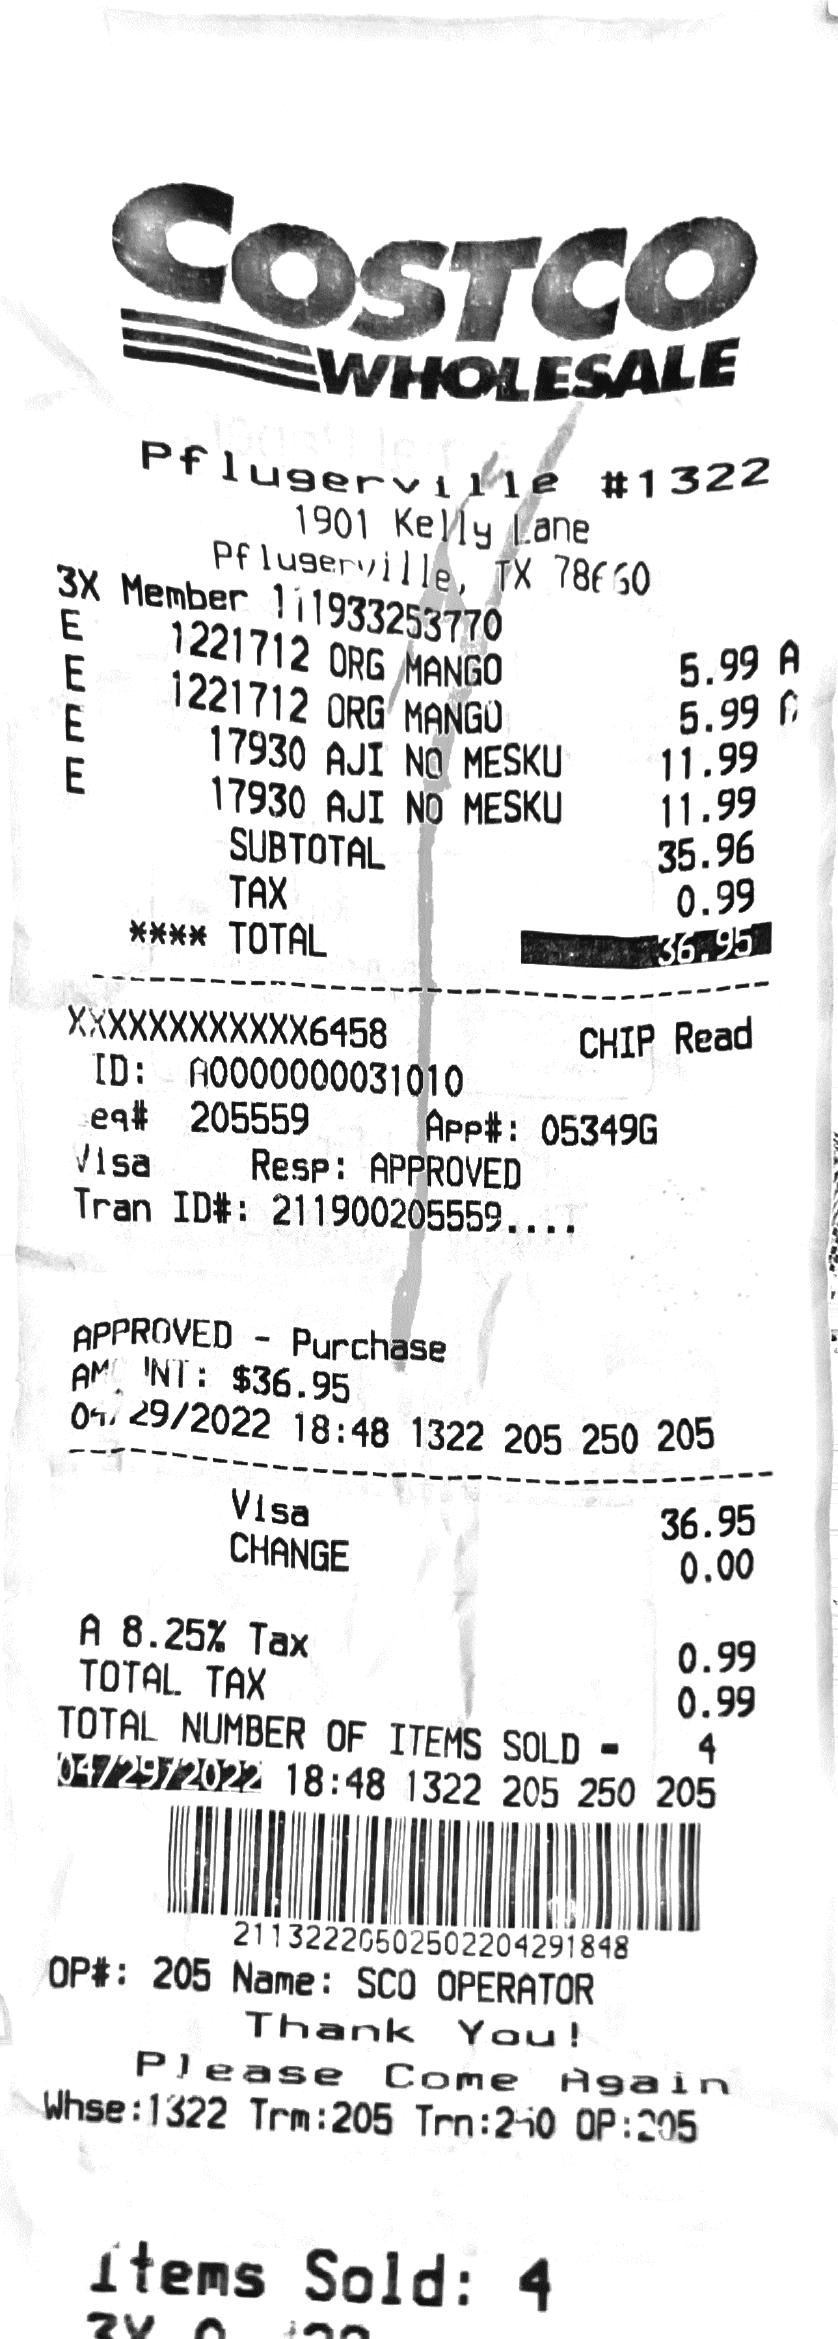 COSTCO
WHOLESALE
Pflugerville #1322
1901 Kelly Lane
Pflugerville, TX 78660
3X Member 111933253770
E 1221712 ORG MANGO 5.99 A
E 1221712 ORG MANGO 5.99 A
E 17930 AJI NO MESKU 11.99
E 17930 AJI NO MESKU 11.99
SUBTOTAL 35.96
TAX 0.99
**** TOTAL 36.95
XXXXXXXXXXXX6458 CHIP Read
ID: A0000000031010
eq# 205559 App#: 05349G
Visa Resp: APPROVED
Tran ID#: 211900205559....
APPROVED - Purchase
AMOUNT: $36.95
04/29/2022 18:48 1322 205 250 205
Visa 36.95
CHANGE 0.00
A 8.25% Tax 0.99
TOTAL TAX 0.99
TOTAL NUMBER OF ITEMS SOLD = 4
04/29/2022 18:48 1322 205 250 205
21132220502502204291848
OP#: 205 Name: SCO OPERATOR
Thank You!
Please Come Again
Whse:1322 Trm:205 Trn:250 OP:205
Items Sold: 4
3X